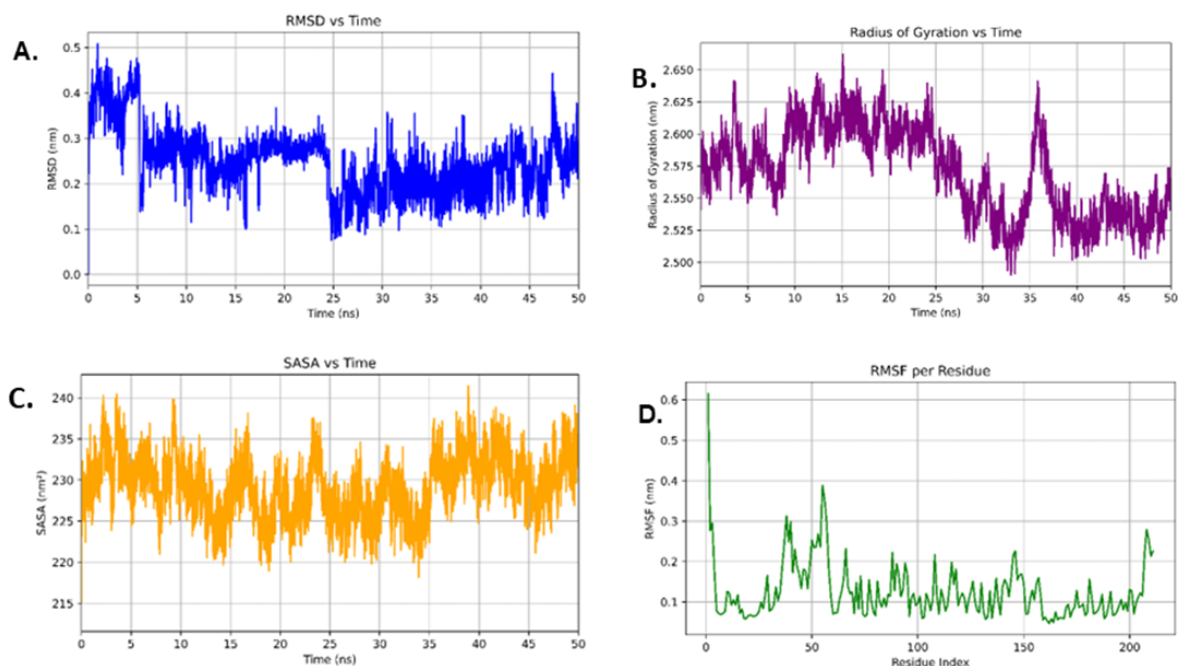 A.
RMSD vs Time
RMSD (nm)
0.5
0.4
0.3
0.2
0.1
0.0
0 5 10 15 20 25 30 35 40 45 50
Time (ns)
B.
Radius of Gyration vs Time
Radius of Gyration (nm)
2.650
2.625
2.600
2.575
2.550
2.525
2.500
0 5 10 15 20 25 30 35 40 45 50
Time (ns)
C.
SASA vs Time
SASA (nm²)
240
235
230
225
220
215
0 5 10 15 20 25 30 35 40 45 50
Time (ns)
D.
RMSF per Residue
RMSF (nm)
0.6
0.5
0.4
0.3
0.2
0.1
0 50 100 150 200
Residue Index